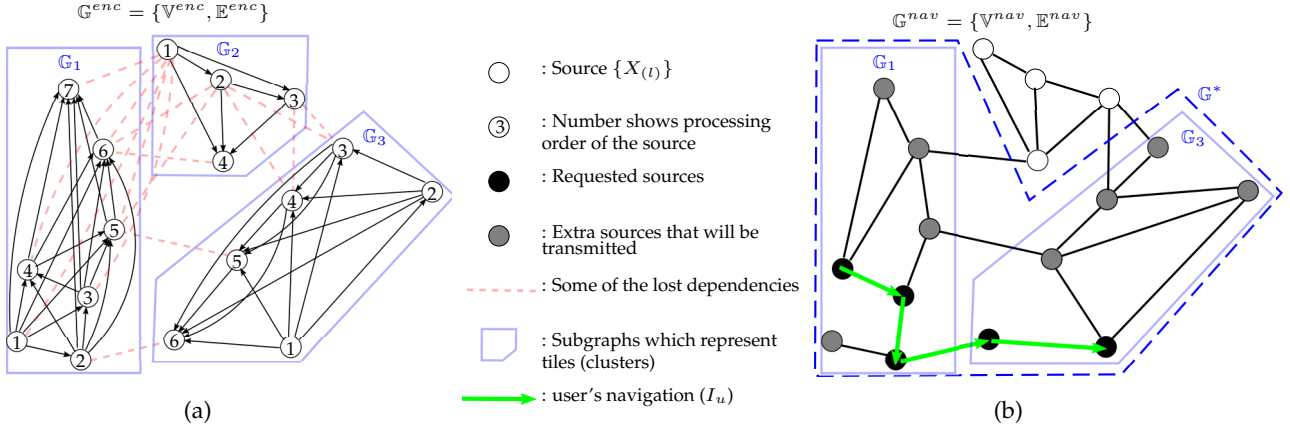 𝔾^{enc} = {𝕍^{enc}, 𝔼^{enc}}
𝔾₁
7
6
5
4
3
1
2
𝔾₂
1
2
3
4
𝔾₃
3
2
4
5
6
1
(a)
: Source {X_{(l)}}
3
: Number shows processing
order of the source
: Requested sources
: Extra sources that will be
transmitted
: Some of the lost dependencies
: Subgraphs which represent
tiles (clusters)
: user's navigation (I_u)
𝔾^{nav} = {𝕍^{nav}, 𝔼^{nav}}
𝔾₁
𝔾*
𝔾₃
(b)